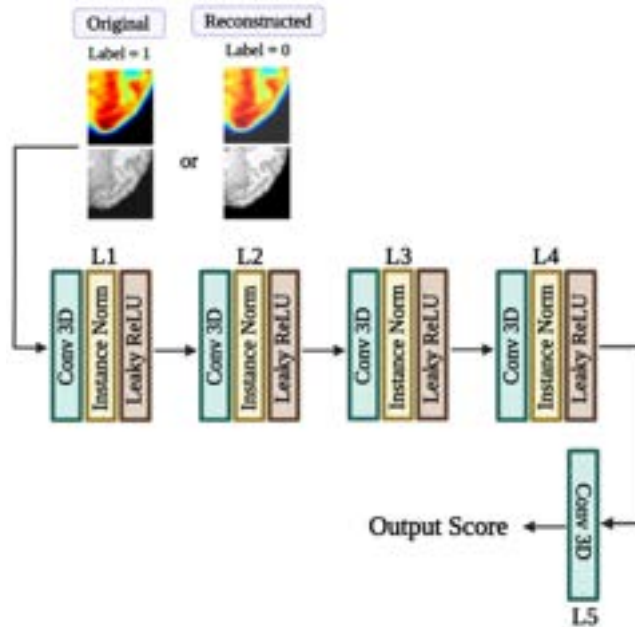 Original
Reconstructed
Label = 1
Label = 0
or
L1
L2
L3
L4
Conv 3D
Instance Norm
Leaky ReLU
Conv 3D
Instance Norm
Leaky ReLU
Conv 3D
Instance Norm
Leaky ReLU
Conv 3D
Instance Norm
Leaky ReLU
Output Score
Conv 3D
L5